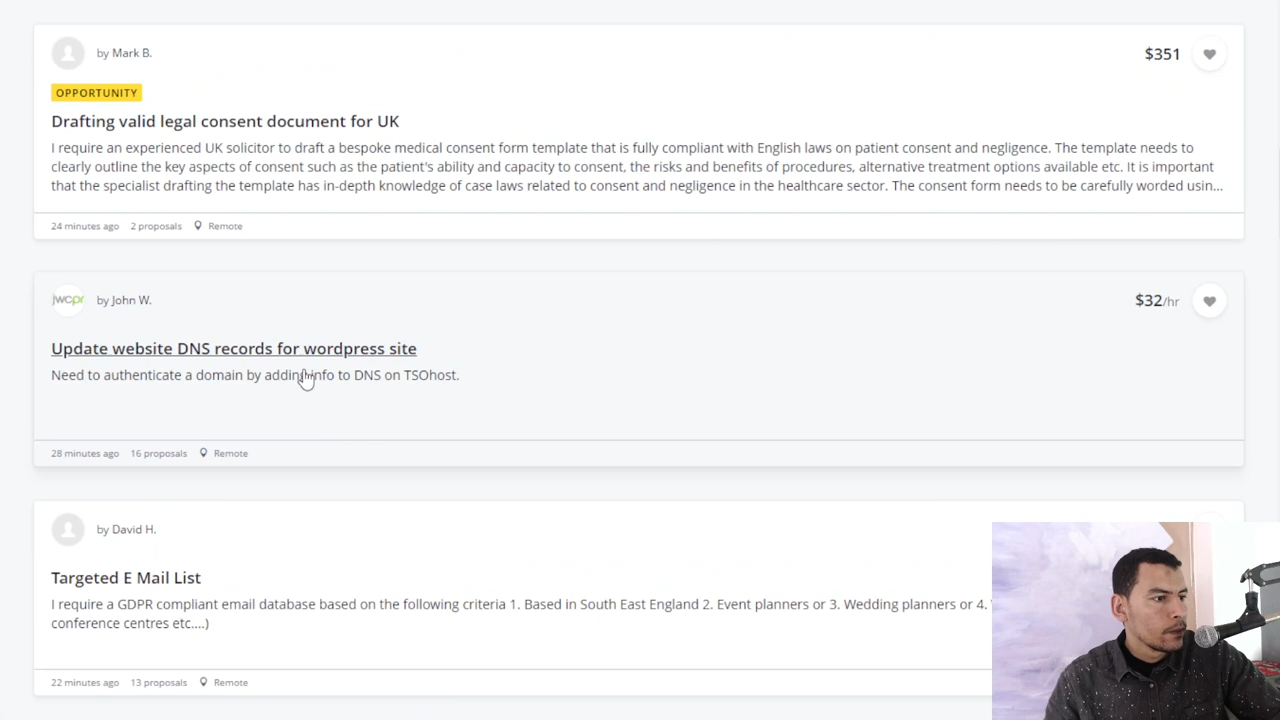 by Mark B.
$351
OPPORTUNITY
Drafting valid legal consent document for UK
I require an experienced UK solicitor to draft a bespoke medical consent form template that is fully compliant with English laws on patient consent and negligence. The template needs to
clearly outline the key aspects of consent such as the patient's ability and capacity to consent, the risks and benefits of procedures, alternative treatment options available etc. It is important
that the specialist drafting the template has in-depth knowledge of case laws related to consent and negligence in the healthcare sector. The consent form needs to be carefully worded usin...
24 minutes ago 2 proposals Remote
jwcpr
by John W.
$32/hr
Update website DNS records for wordpress site
Need to authenticate a domain by adding info to DNS on TSOhost.
28 minutes ago 16 proposals Remote
by David H.
Targeted E Mail List
I require a GDPR compliant email database based on the following criteria 1. Based in South East England 2. Event planners or 3. Wedding planners or 4.
conference centres etc....)
22 minutes ago 13 proposals Remote